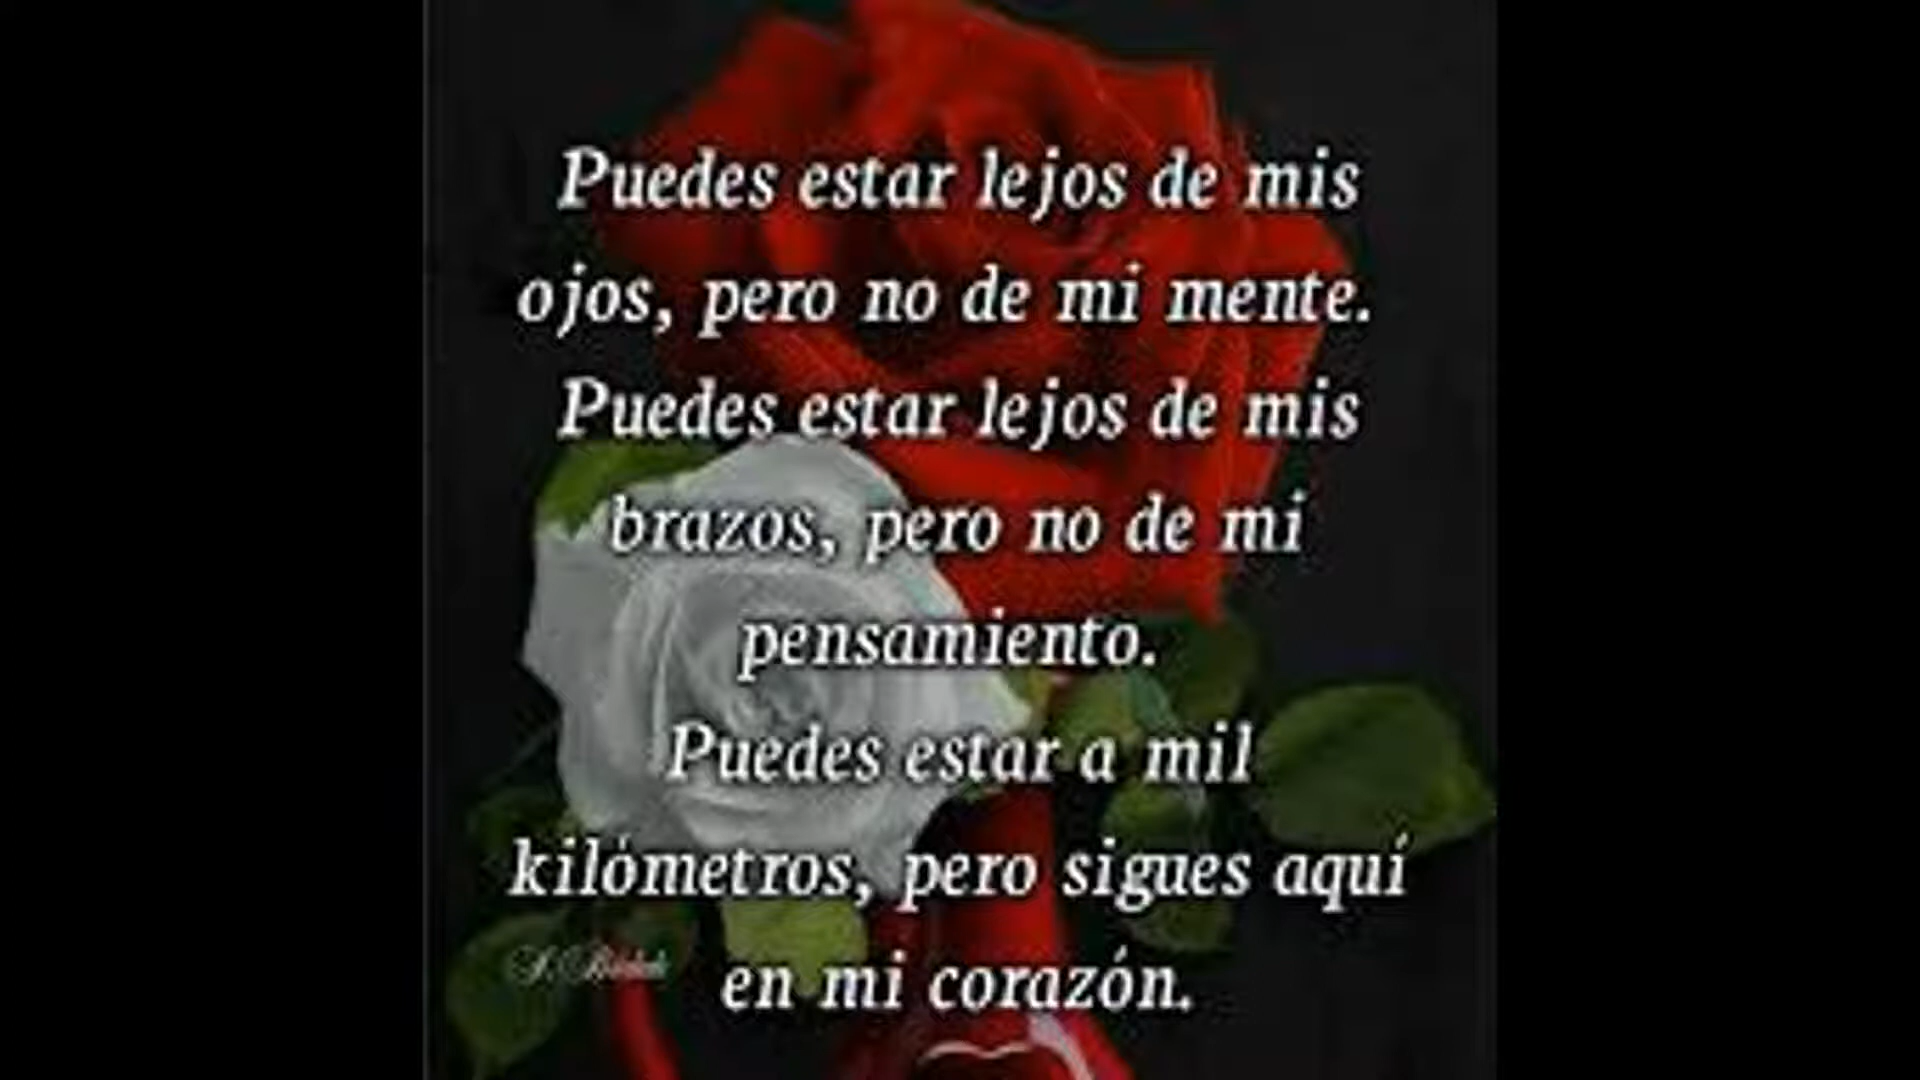 Puedes estar lejos de mis
ojos, pero no de mi mente.
Puedes estar lejos de mis
brazos, pero no de mi
pensamiento.
Puedes estar a mil
kilómetros, pero sigues aquí
en mi corazón.